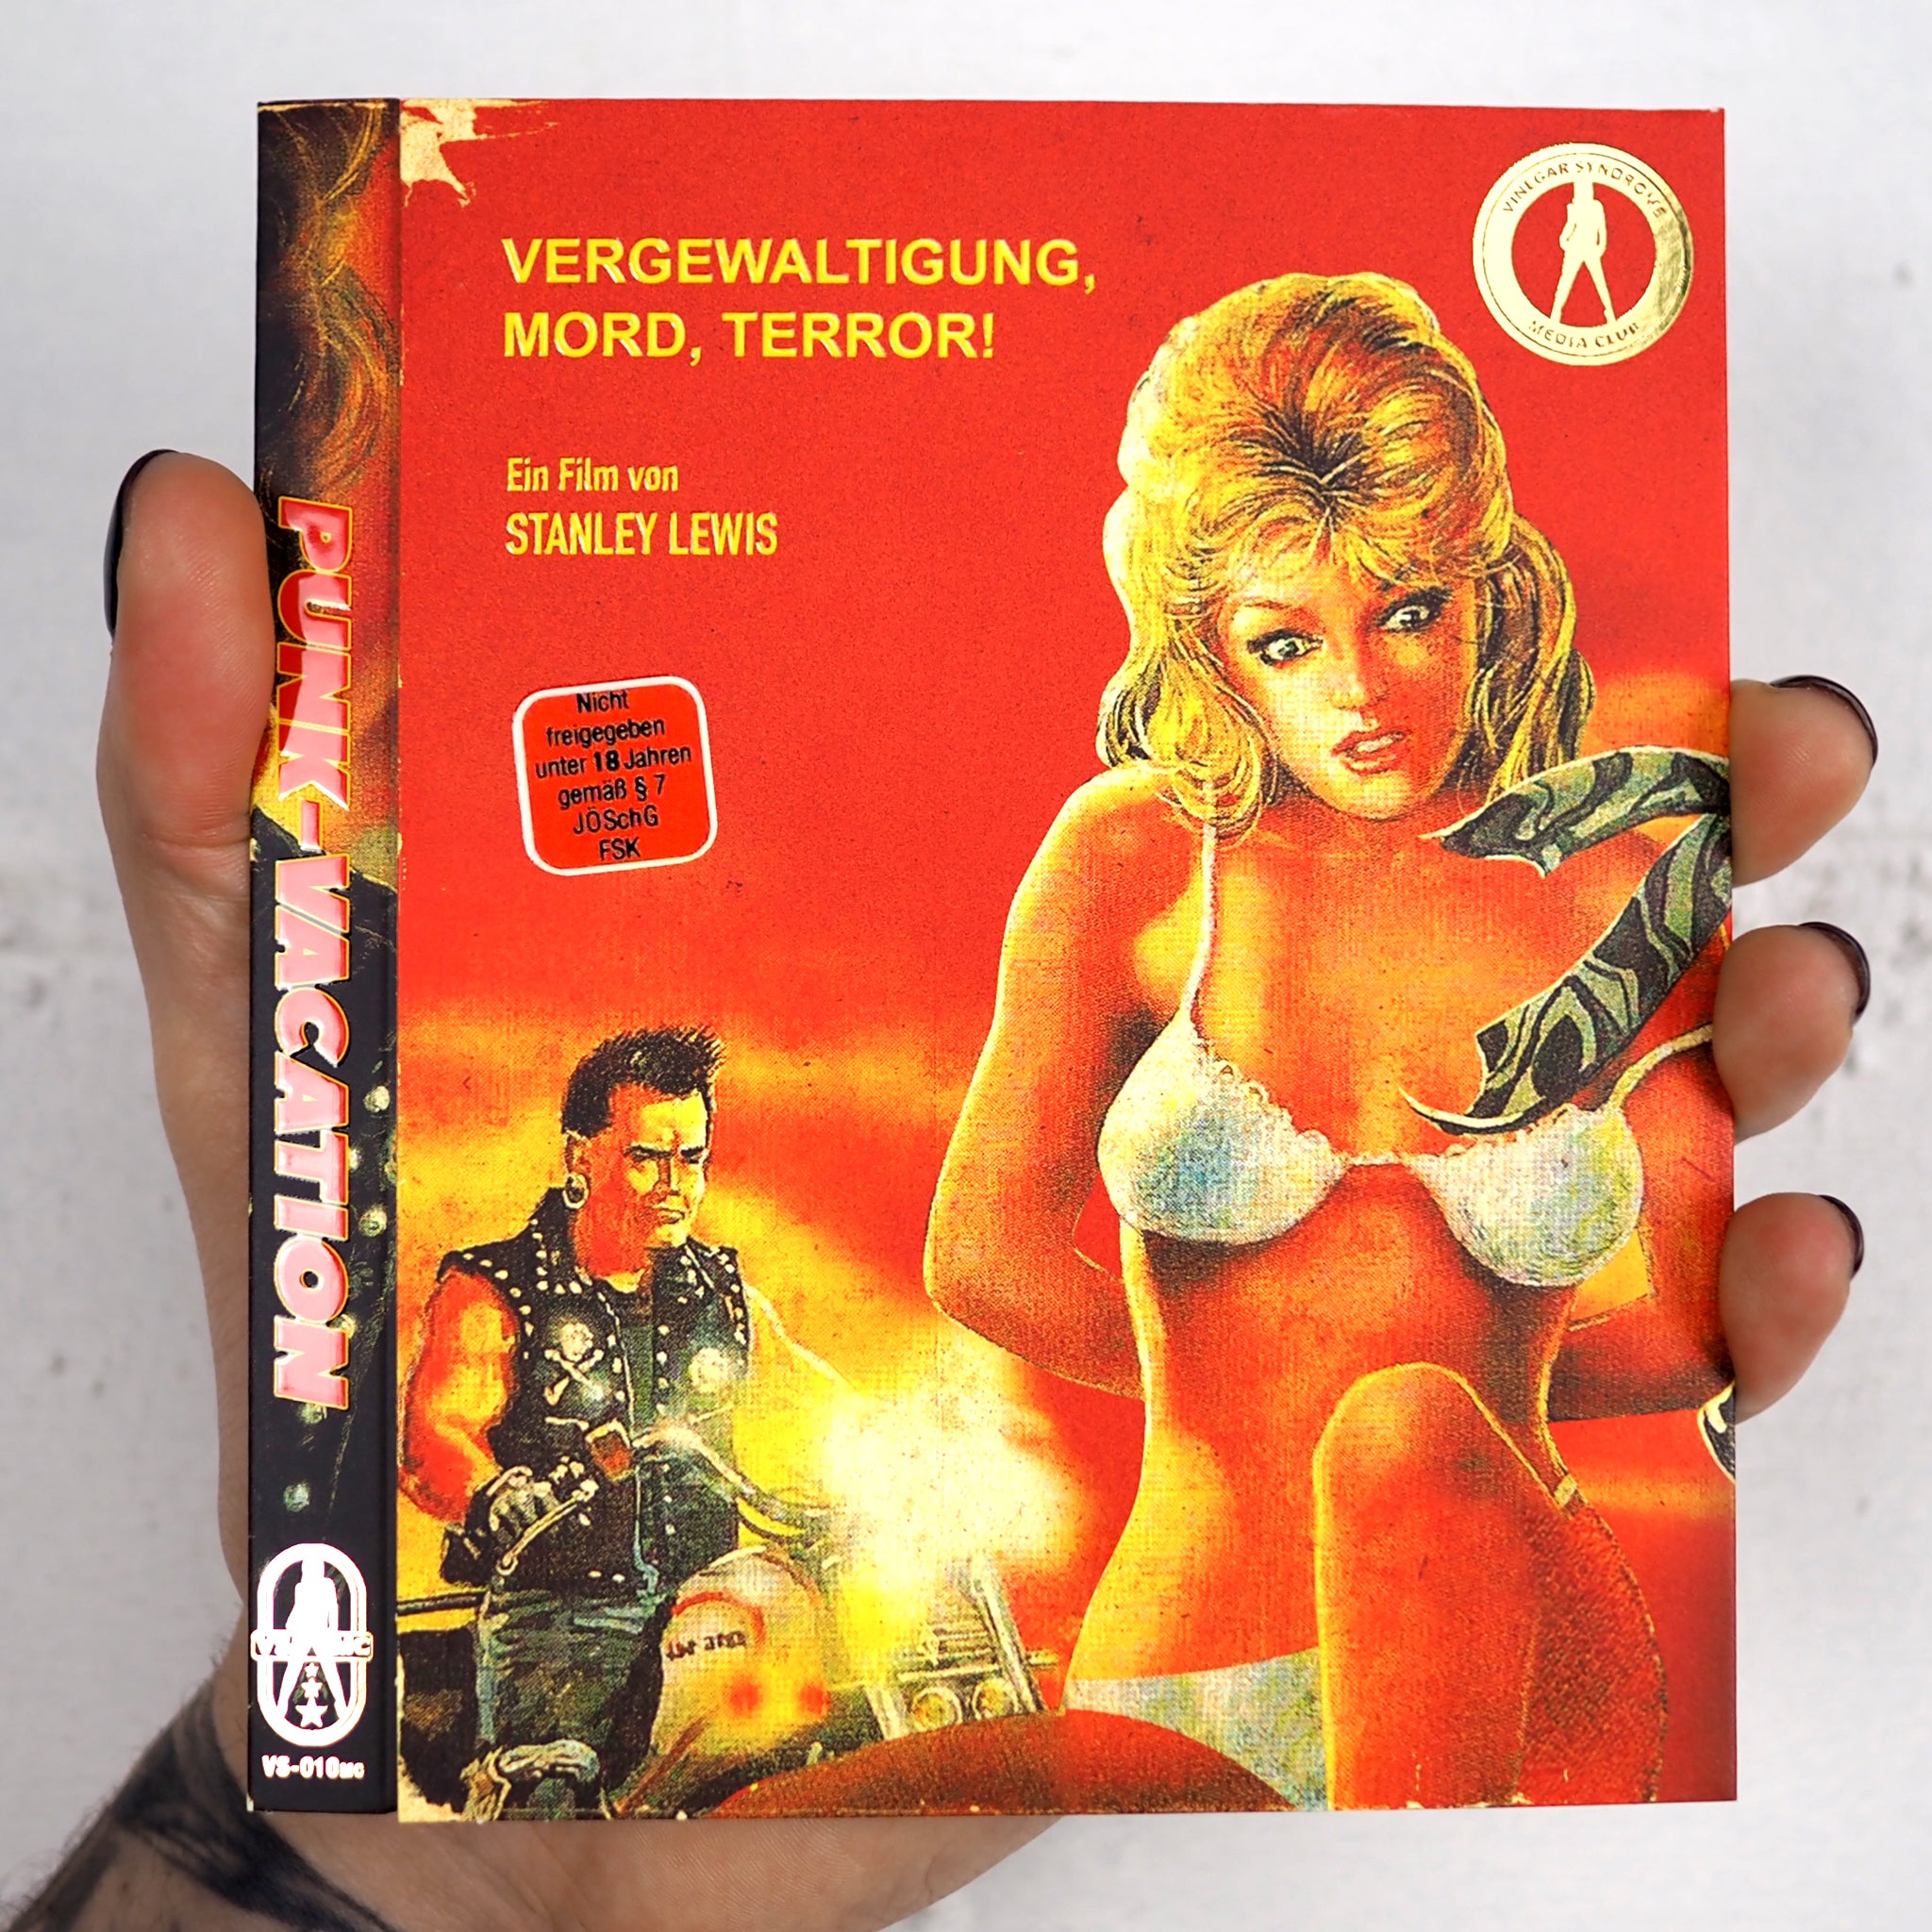 VERGEWALTIGUNG,
MORD, TERROR!
Ein Film von
STANLEY LEWIS
Nicht
freigegeben
unter 18 Jahren
gemäß § 7
JÖSchG
FSK
VINEGAR SYNDROME
MEDIA CLUB
PUNK-VACATION
VS-010MC